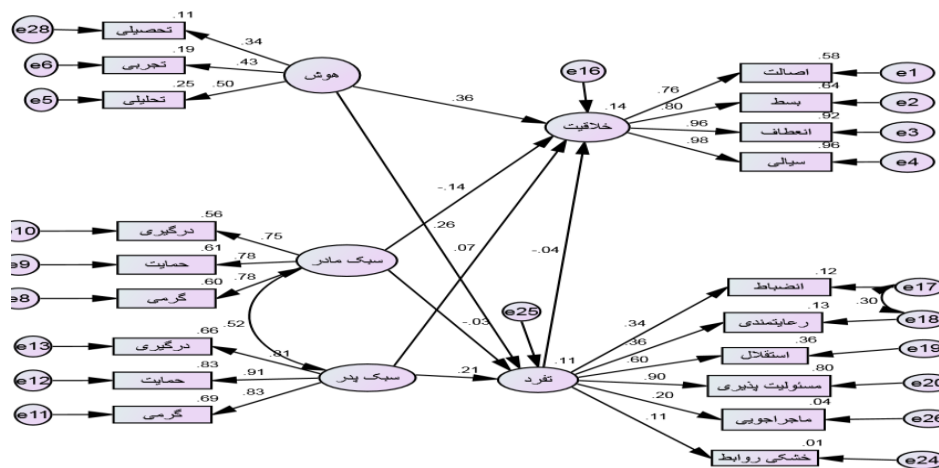 e28
تحصیلی
.11
.34
e6
تجربی
.19
.43
e5
تحلیلی
.25
.50
هوش
.36
.26
e16
خلاقیت
.14
اصالت
.58
.76
e1
بسط
.64
.80
e2
انعطاف
.92
.96
e3
سیالی
.96
.98
e4
e10
درگیری
.56
.75
e9
حمایت
.61
.78
e8
گرمی
.60
.78
سبک مادر
-.14
-.03
.52
e13
درگیری
.66
.81
e12
حمایت
.83
.91
e11
گرمی
.69
.83
سبک پدر
.07
.21
-.04
e25
تفرد
.11
انضباط
.12
.34
e17
.30
رعایتمندی
.13
.36
e18
استقلال
.36
.60
e19
مسئولیت پذیری
.80
.90
e20
ماجراجویی
.04
.20
e26
خشکی روابط
.01
.11
e24